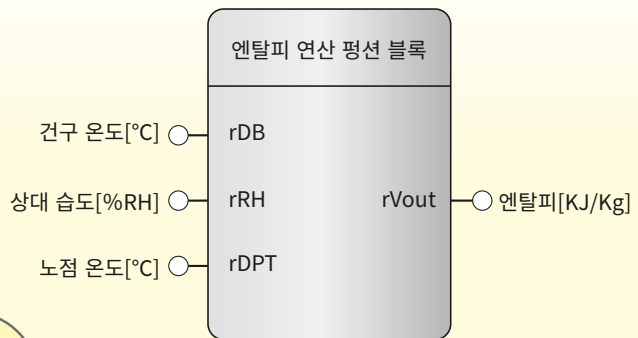 엔탈피 연산 펑션 블록
건구 온도[°C] rDB
상대 습도[%RH] rRH rVout 엔탈피[KJ/Kg]
노점 온도[°C] rDPT